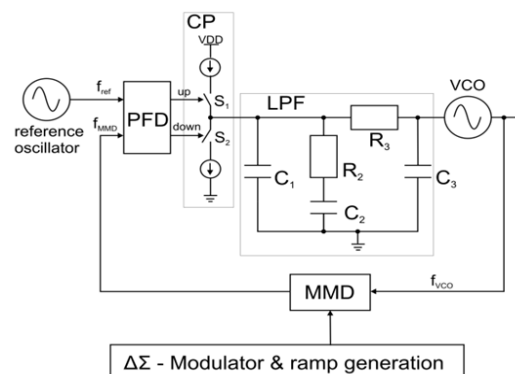 CP
VDD
f_ref
up
S₁
LPF
VCO
PFD
R₃
reference
oscillator
f_MMD
down
S₂
C₁
R₂
C₃
C₂
f_VCO
MMD
ΔΣ - Modulator & ramp generation